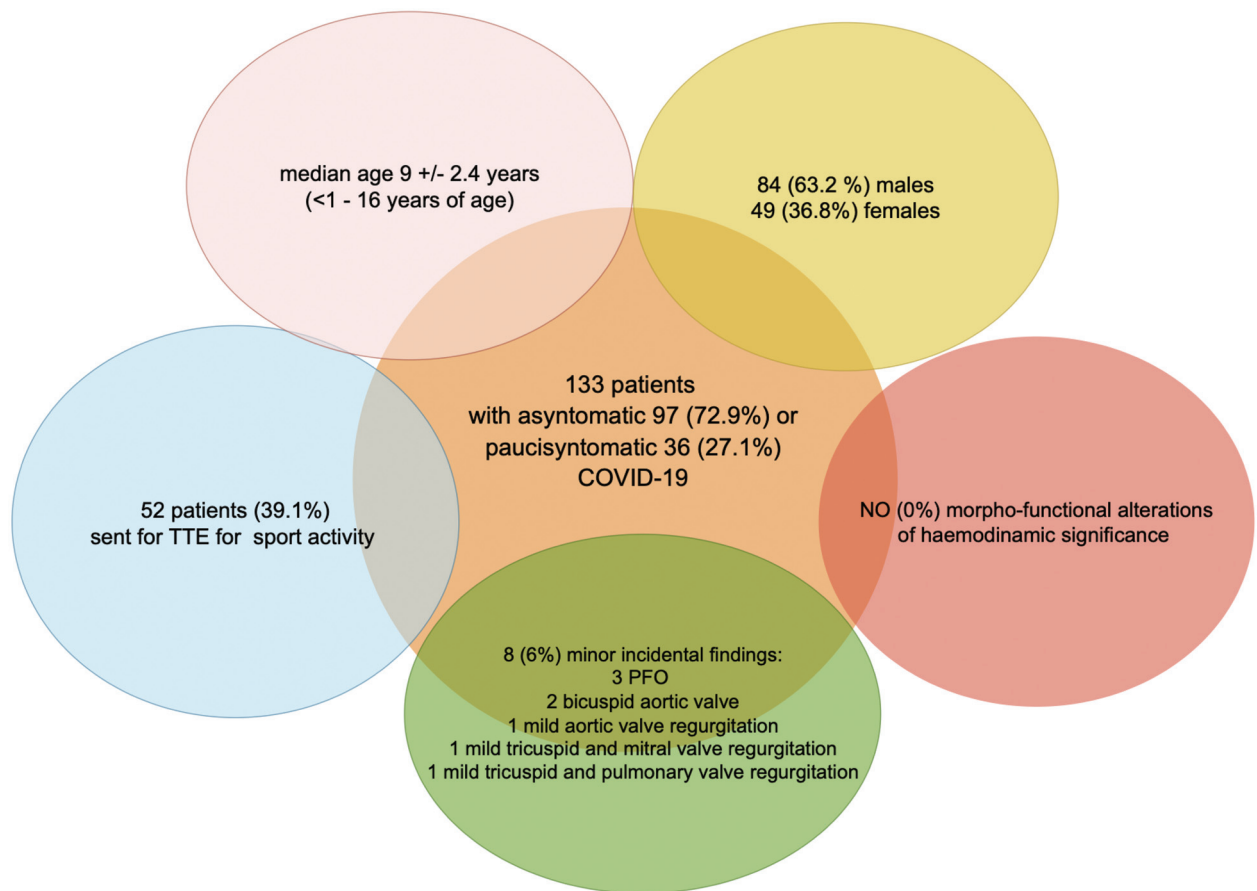 median age 9 +/- 2.4 years
(<1 - 16 years of age)
84 (63.2 %) males
49 (36.8%) females
133 patients
with asyntomatic 97 (72.9%) or
paucisyntomatic 36 (27.1%)
COVID-19
52 patients (39.1%)
sent for TTE for sport activity
NO (0%) morpho-functional alterations
of haemodinamic significance
8 (6%) minor incidental findings:
3 PFO
2 bicuspid aortic valve
1 mild aortic valve regurgitation
1 mild tricuspid and mitral valve regurgitation
1 mild tricuspid and pulmonary valve regurgitation